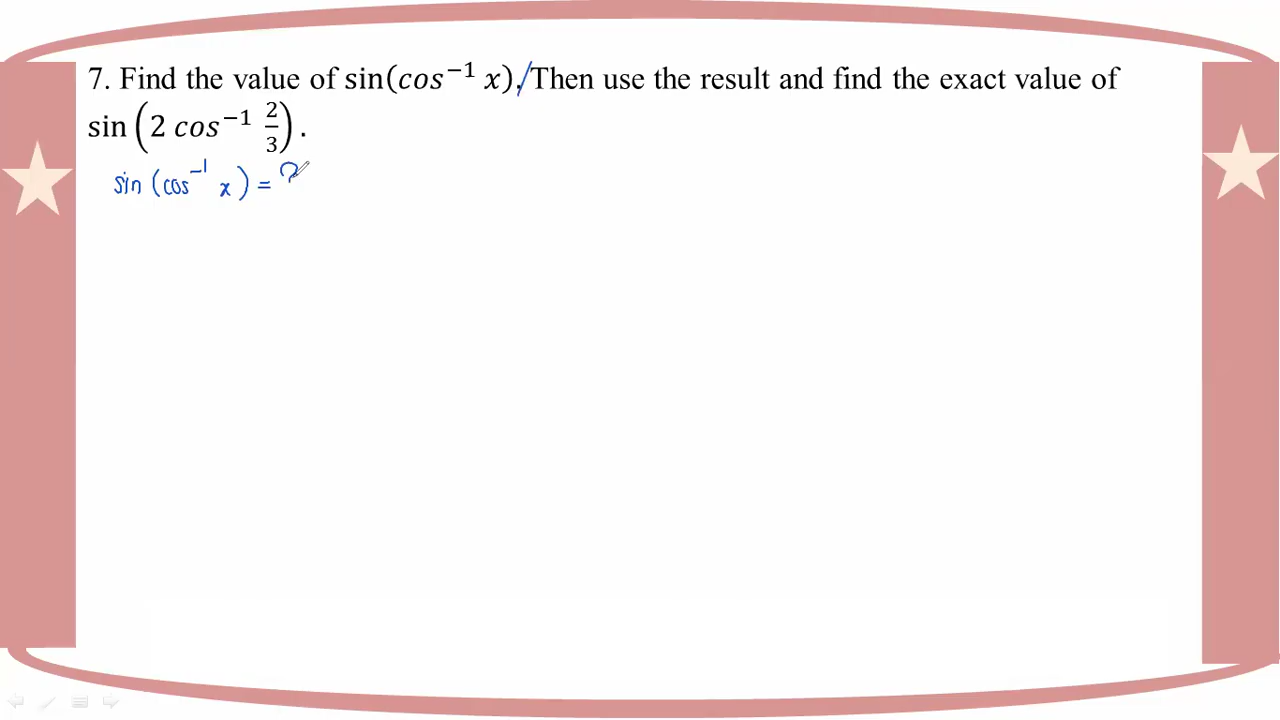 7. Find the value of sin(cos⁻¹ x). Then use the result and find the exact value of
sin(2 cos⁻¹ 2/3).
sin (cos⁻¹ x) = ?